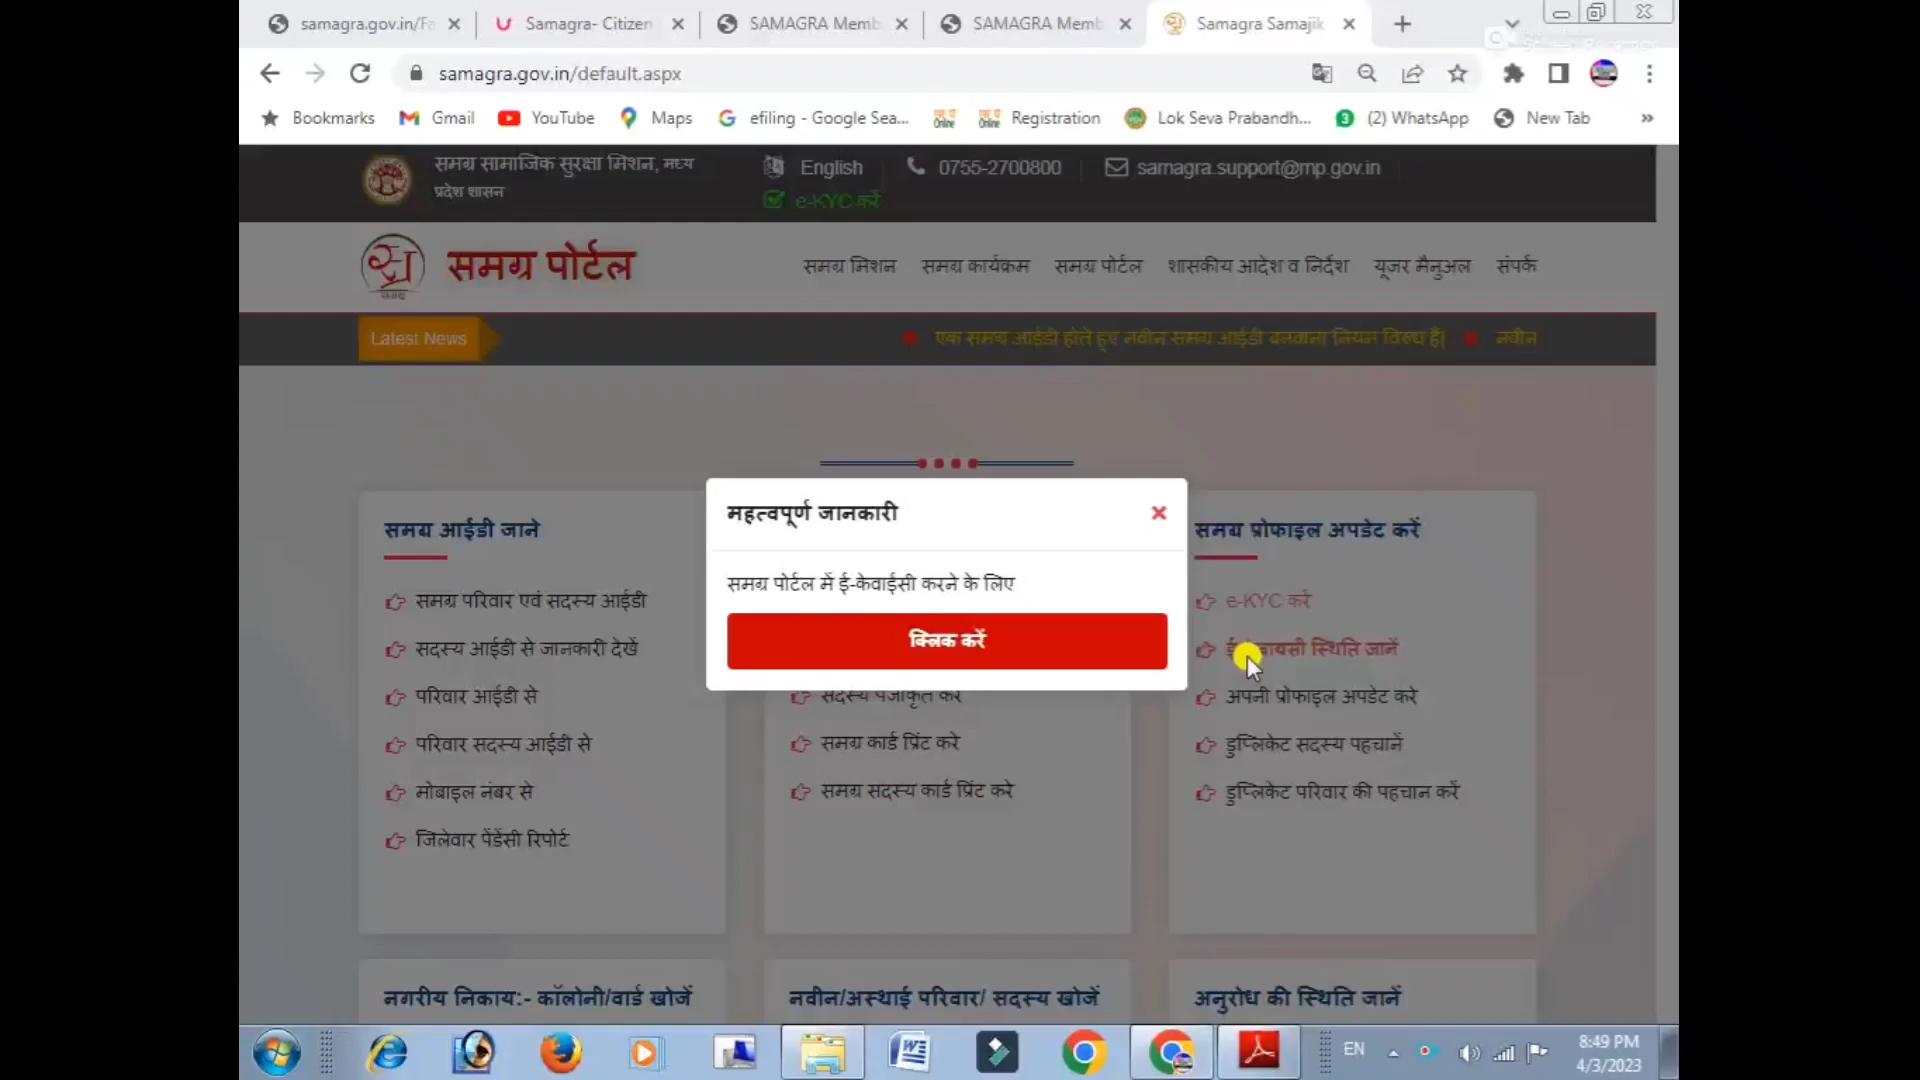 samagra.gov.in/Fa
Samagra- Citizen
SAMAGRA Memb
SAMAGRA Memb
Samagra Samajik
samagra.gov.in/default.aspx
Bookmarks
Gmail
YouTube
Maps
efiling - Google Sea...
Registration
Lok Seva Prabandh...
(2) WhatsApp
New Tab
समग्र सामाजिक सुरक्षा मिशन, मध्य
प्रदेश शासन
English
0755-2700800
samagra.support@mp.gov.in
e-KYC करें
समग्र
समग्र पोर्टल
समग्र मिशन
समग्र कार्यक्रम
समग्र पोर्टल
शासकीय आदेश व निर्देश
यूजर मैनुअल
संपर्क
Latest News
एक समग्र आईडी होते हुए नवीन समग्र आईडी बनवाना नियम विरुध हैं|
नवीन
महत्वपूर्ण जानकारी
समग्र पोर्टल में ई-केवाईसी करने के लिए
क्लिक करें
समग्र आईडी जाने
समग्र परिवार एवं सदस्य आईडी
सदस्य आईडी से जानकारी देखें
परिवार आईडी से
परिवार सदस्य आईडी से
मोबाइल नंबर से
जिलेवार पेंडेंसी रिपोर्ट
सदस्य पंजीकृत करें
समग्र कार्ड प्रिंट करे
समग्र सदस्य कार्ड प्रिंट करे
समग्र प्रोफाइल अपडेट करें
e-KYC करें
स्थिति जानें
अपनी प्रोफाइल अपडेट करे
डुप्लिकेट सदस्य पहचानें
डुप्लिकेट परिवार की पहचान करें
नगरीय निकाय:- कॉलोनी/वार्ड खोजें
नवीन/अस्थाई परिवार/ सदस्य खोजें
अनुरोध की स्थिति जानें
EN
8:49 PM
4/3/2023